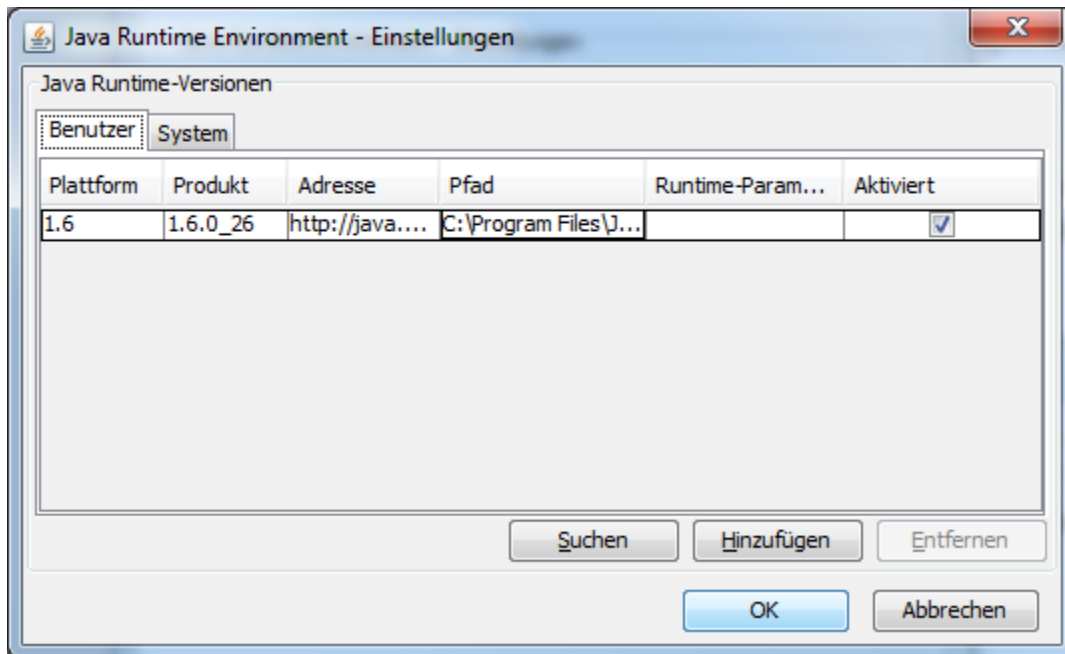 Java Runtime Environment - Einstellungen
Java Runtime-Versionen
Benutzer System
Plattform Produkt Adresse Pfad Runtime-Param... Aktiviert
1.6 1.6.0_26 http://java.... C:\Program Files\J...
Suchen Hinzufügen Entfernen
OK Abbrechen